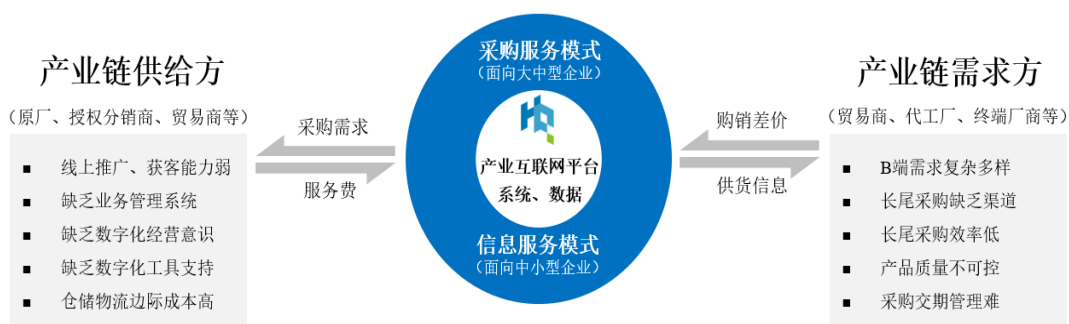 产业链供给方
（原厂、授权分销商、贸易商等）
■ 线上推广、获客能力弱
■ 缺乏业务管理系统
■ 缺乏数字化经营意识
■ 缺乏数字化工具支持
■ 仓储物流边际成本高
采购需求
服务费
采购服务模式
（面向大中型企业）
HQ
产业互联网平台
系统、数据
信息服务模式
（面向中小型企业）
购销差价
供货信息
产业链需求方
（贸易商、代工厂、终端厂商等）
■ B端需求复杂多样
■ 长尾采购缺乏渠道
■ 长尾采购效率低
■ 产品质量不可控
■ 采购交期管理难